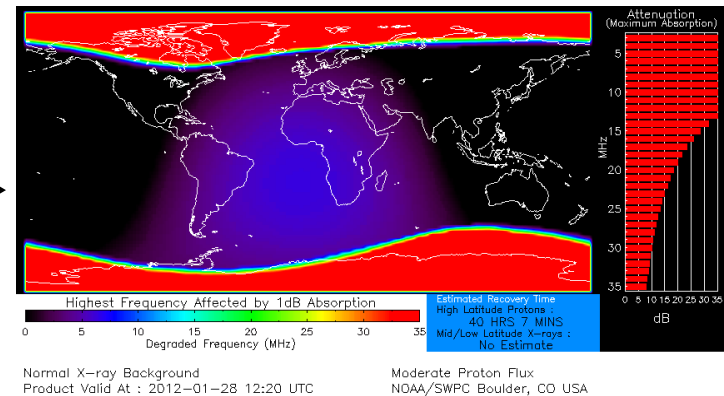 Attenuation
(Maximum Absorption)
5
10
15
20
25
30
35
MHz
0 5 10 15 20 25 30 35
dB
Highest Frequency Affected by 1dB Absorption
0 5 10 15 20 25 30 35
Degraded Frequency (MHz)
Estimated Recovery Time
High Latitude Protons :
40 HRS 7 MINS
Mid/Low Latitude X-rays :
No Estimate
Normal X-ray Background
Product Valid At : 2012-01-28 12:20 UTC
Moderate Proton Flux
NOAA/SWPC Boulder, CO USA